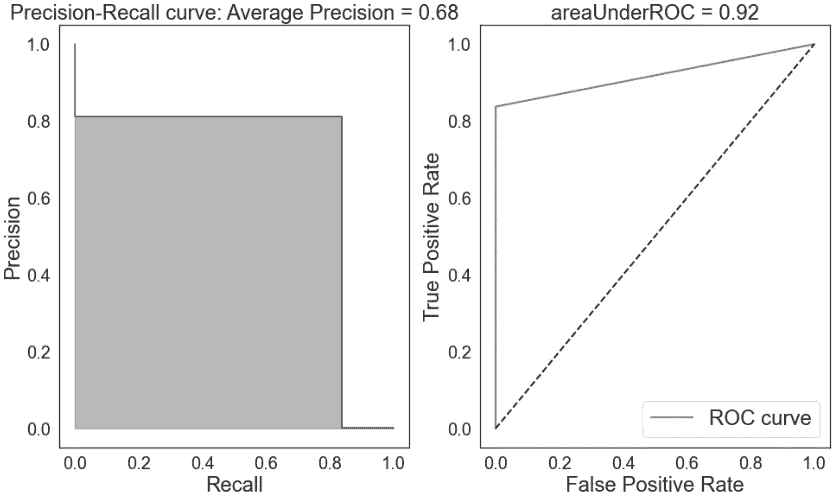 Precision-Recall curve: Average Precision = 0.68
Precision
1.0
0.8
0.6
0.4
0.2
0.0
0.0 0.2 0.4 0.6 0.8 1.0
Recall
areaUnderROC = 0.92
True Positive Rate
1.0
0.8
0.6
0.4
0.2
0.0
ROC curve
0.0 0.2 0.4 0.6 0.8 1.0
False Positive Rate